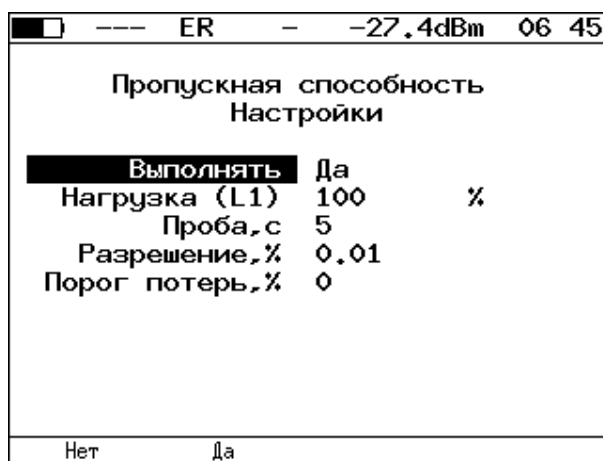 --- ER - -27.4dBm 06 45
Пропускная способность
Настройки
Выполнять Да
Нагрузка (L1) 100 %
Проба,с 5
Разрешение,% 0.01
Порог потерь,% 0
Нет Да